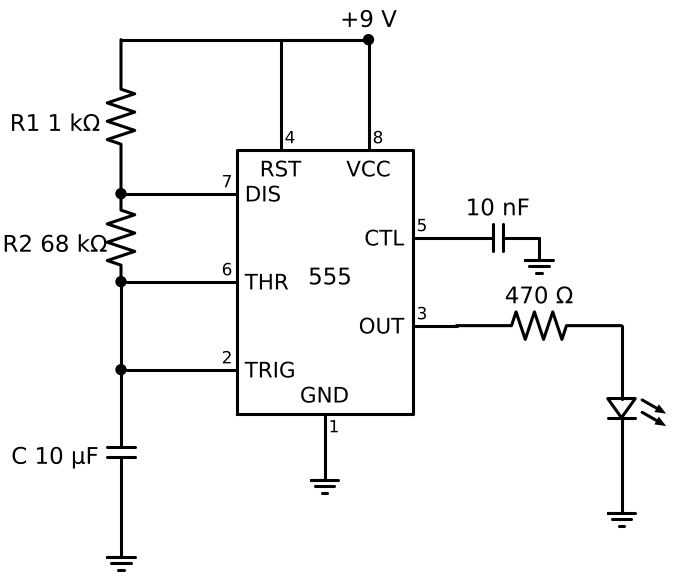 +9 V
R1 1 kΩ
4
8
RST
VCC
7
DIS
10 nF
5
CTL
R2 68 kΩ
6
THR
555
470 Ω
3
OUT
2
TRIG
GND
1
C 10 µF